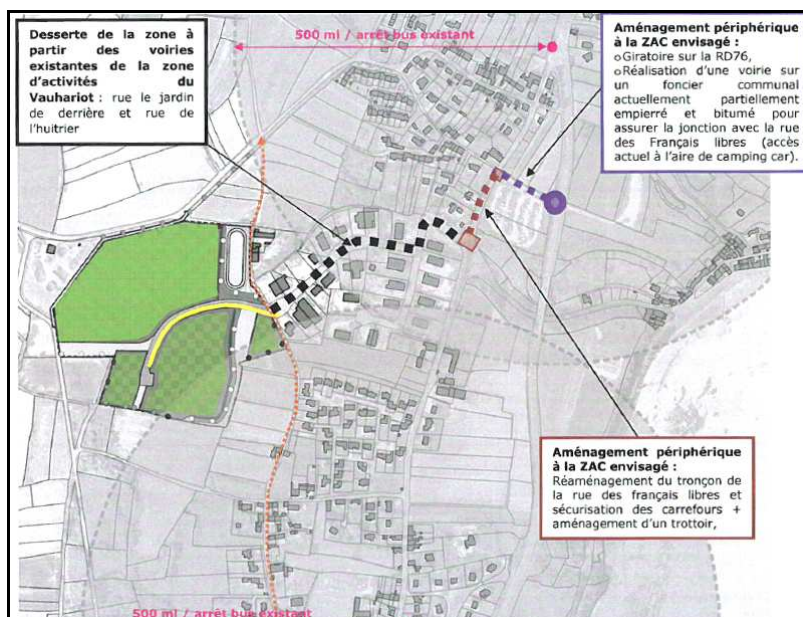 Desserte de la zone à
partir des voiries
existantes de la zone
d'activités du
Vauhariot : rue le jardin
de derrière et rue de
l'huitrier
500 ml / arrêt bus existant
Aménagement périphérique
à la ZAC envisagé :
oGiratoire sur la RD76,
oRéalisation d'une voirie sur
un foncier communal
actuellement partiellement
empierré et bitumé pour
assurer la jonction avec la rue
des Français libres (accès
actuel à l'aire de camping car).
Aménagement périphérique
à la ZAC envisagé :
Réaménagement du tronçon de
la rue des français libres et
sécurisation des carrefours +
aménagement d'un trottoir,
500 ml / arrêt bus existant